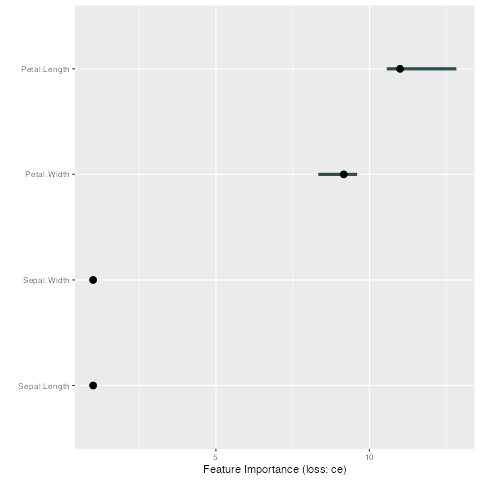 Petal.Length
Petal.Width
Sepal.Width
Sepal.Length
5
10
Feature Importance (loss: ce)